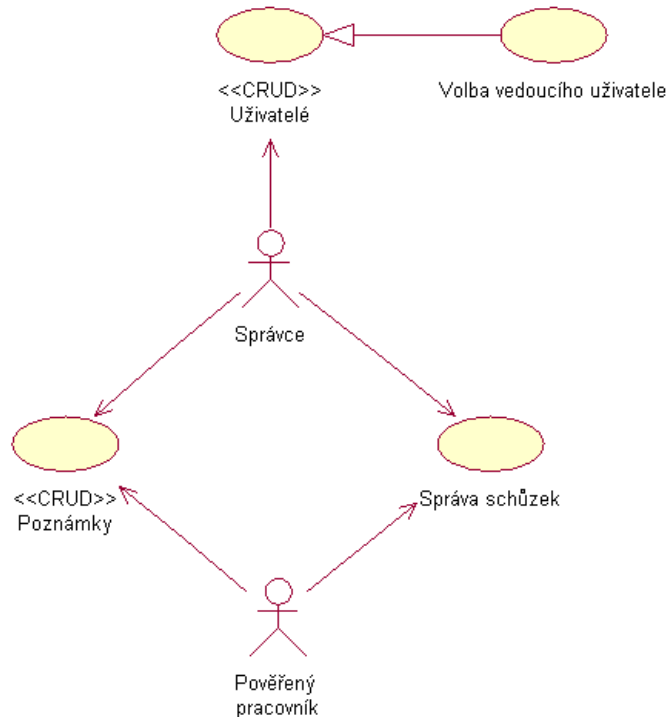 <<CRUD>>
Uživatelé
Volba vedoucího uživatele
Správce
<<CRUD>>
Poznámky
Správa schůzek
Pověřený
pracovník